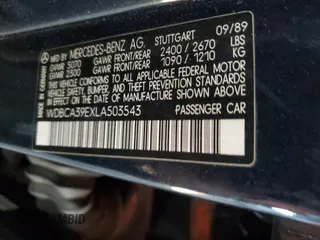 09/89
MFD BY MERCEDES-BENZ AG. STUTTGART
GVWR 5070 GAWR FRONT/REAR 2400 / 2670 LBS
GVWR 2300 GAWR FRONT/REAR 1090 / 1210 KG
THIS VEHICLE CONFORMS TO ALL APPLICABLE FEDERAL MOTOR
VEHICLE SAFETY, BUMPER, AND THEFT PREVENTION STANDARDS IN
EFFECT ON THE DATE OF MANUFACTURE SHOWN ABOVE
WDBCA39EXLA503543 PASSENGER CAR